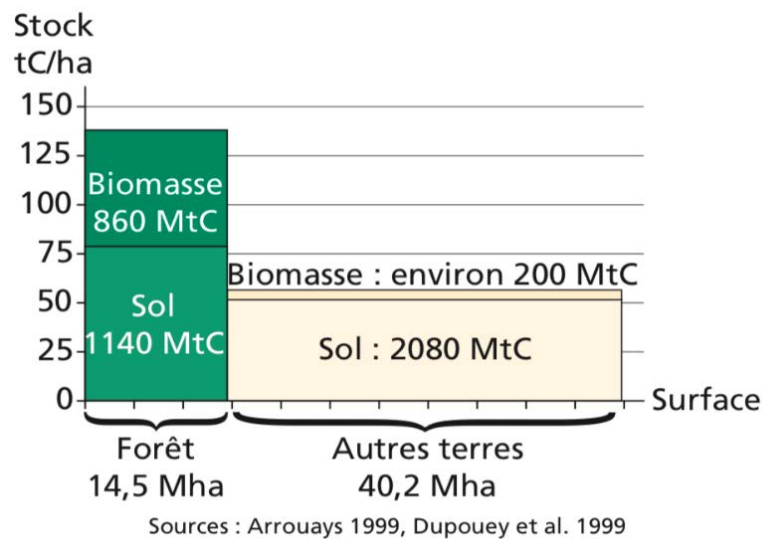 Stock
tC/ha
150
125
100
75
50
25
0
Biomasse
860 MtC
Sol
1140 MtC
Biomasse : environ 200 MtC
Sol : 2080 MtC
Surface
Forêt
14,5 Mha
Autres terres
40,2 Mha
Sources : Arrouays 1999, Dupouey et al. 1999